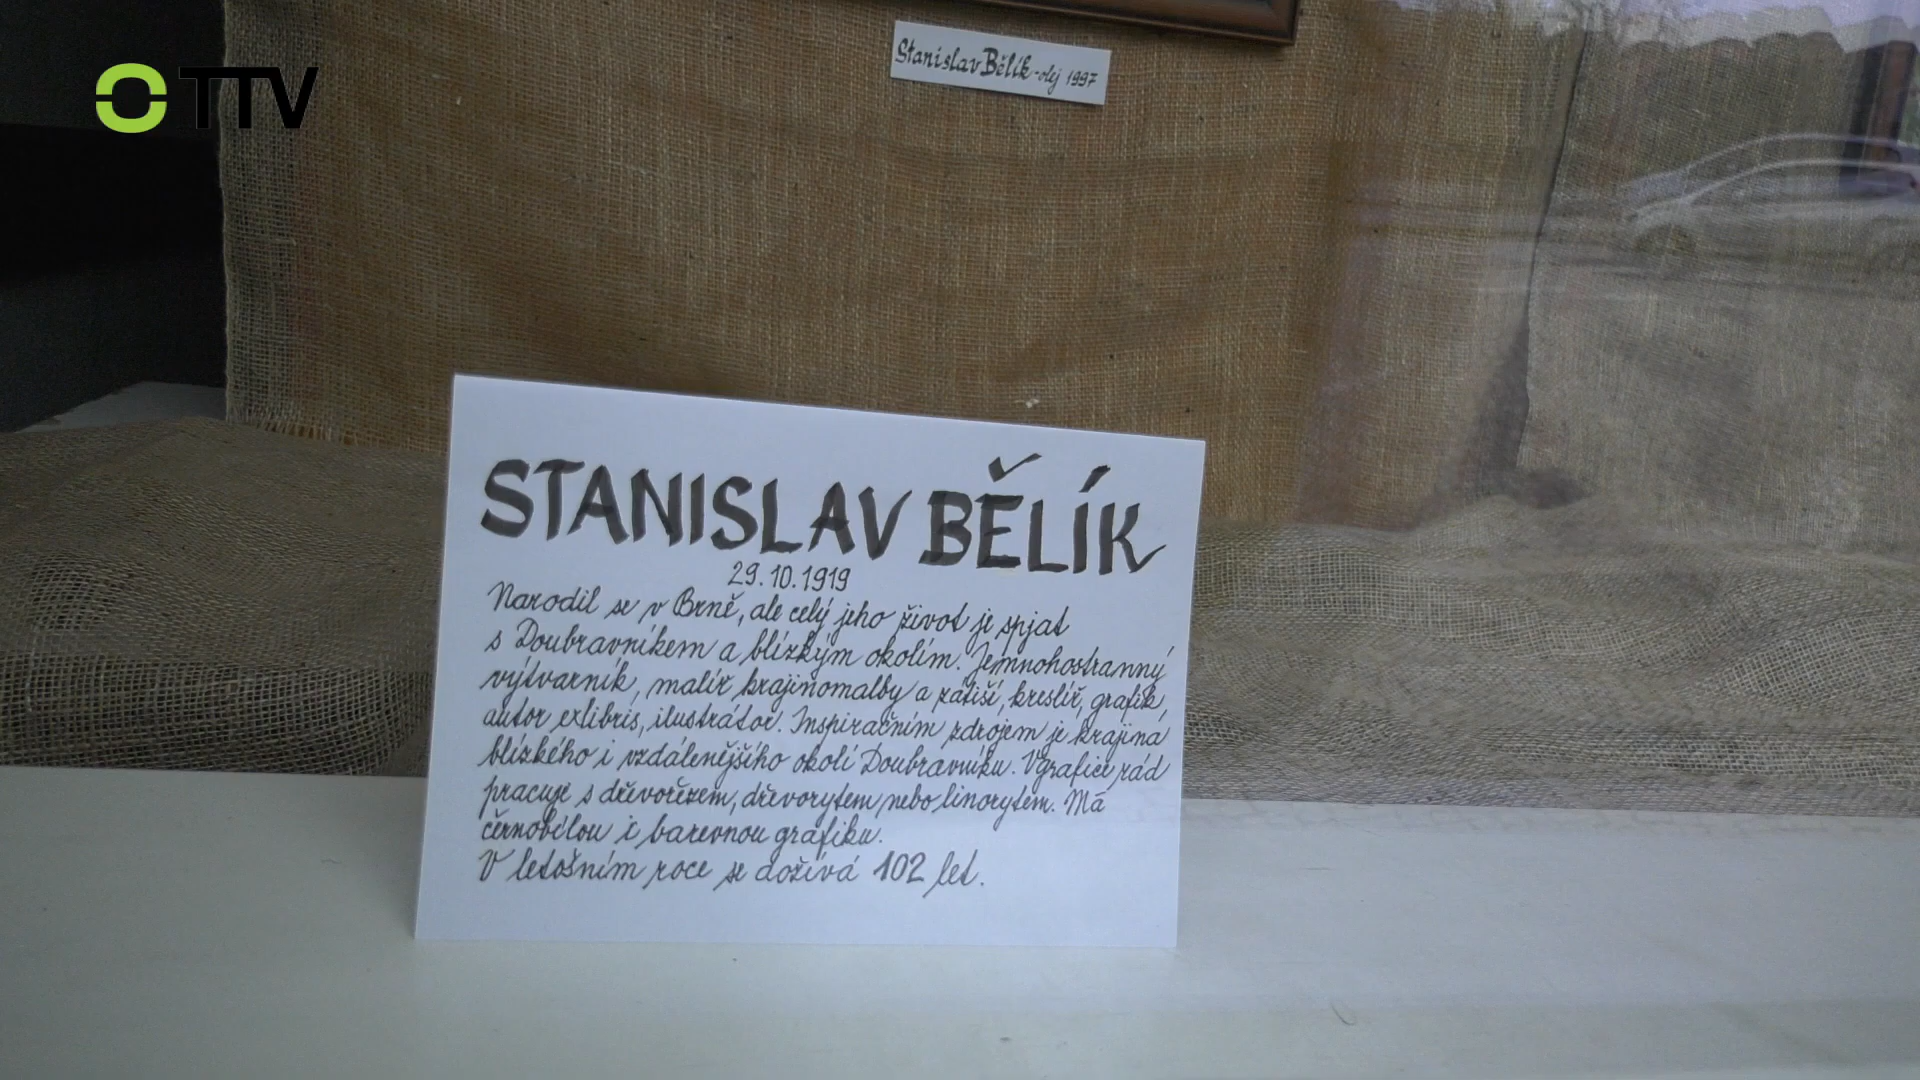 TTV
Stanislav Bělík - olej 1997
STANISLAV BĚLÍK
29.10.1919
Narodil se v Brně, ale celý jeho život je spjat
s Doubravníkem a blízkým okolím. Je mnohostranný
výtvarník, malíř krajinomalby a zátiší, kreslíř, grafik,
autor exlibris, ilustrátor. Inspiračním zdrojem je krajina
blízkého i vzdálenějšího okolí Doubravníku. V grafice rád
pracuje s dřevořezem, dřevorytem nebo linorytem. Má
černobílou i barevnou grafiku.
V letošním roce se dožívá 102 let.